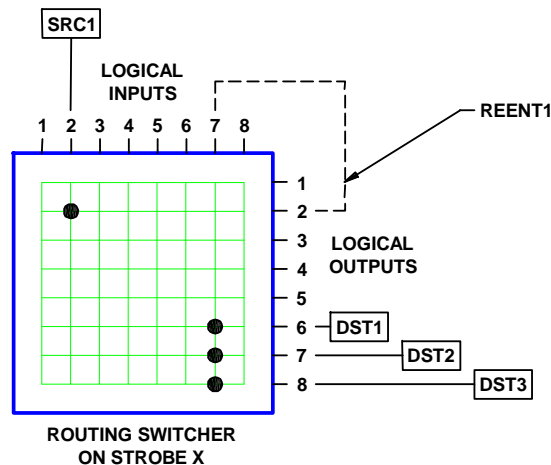 SRC1
LOGICAL
INPUTS
1 2 3 4 5 6 7 8
REENT1
1
2
3
4
5
6
7
8
LOGICAL
OUTPUTS
DST1
DST2
DST3
ROUTING SWITCHER
ON STROBE X